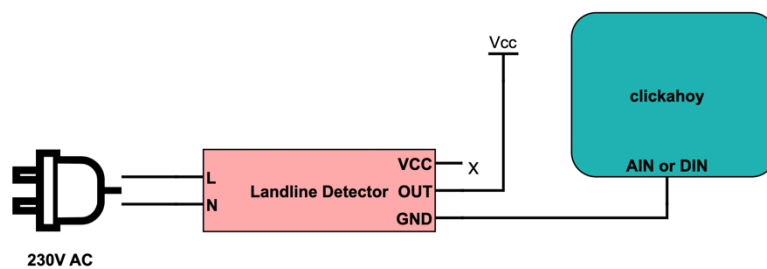 Vcc
clickahoy
AIN or DIN
VCC
X
L
Landline Detector
OUT
N
GND
230V AC